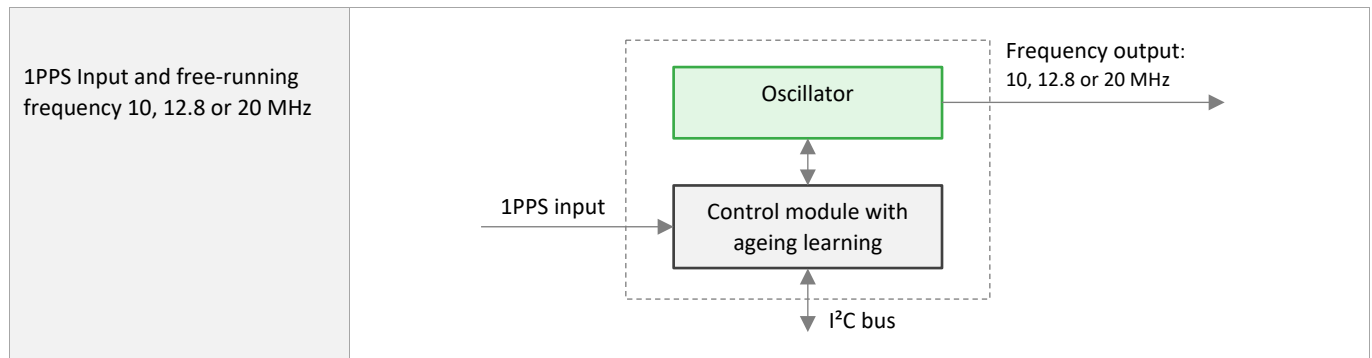 1PPS Input and free-running
frequency 10, 12.8 or 20 MHz
Oscillator
Frequency output:
10, 12.8 or 20 MHz
1PPS input
Control module with
ageing learning
I²C bus